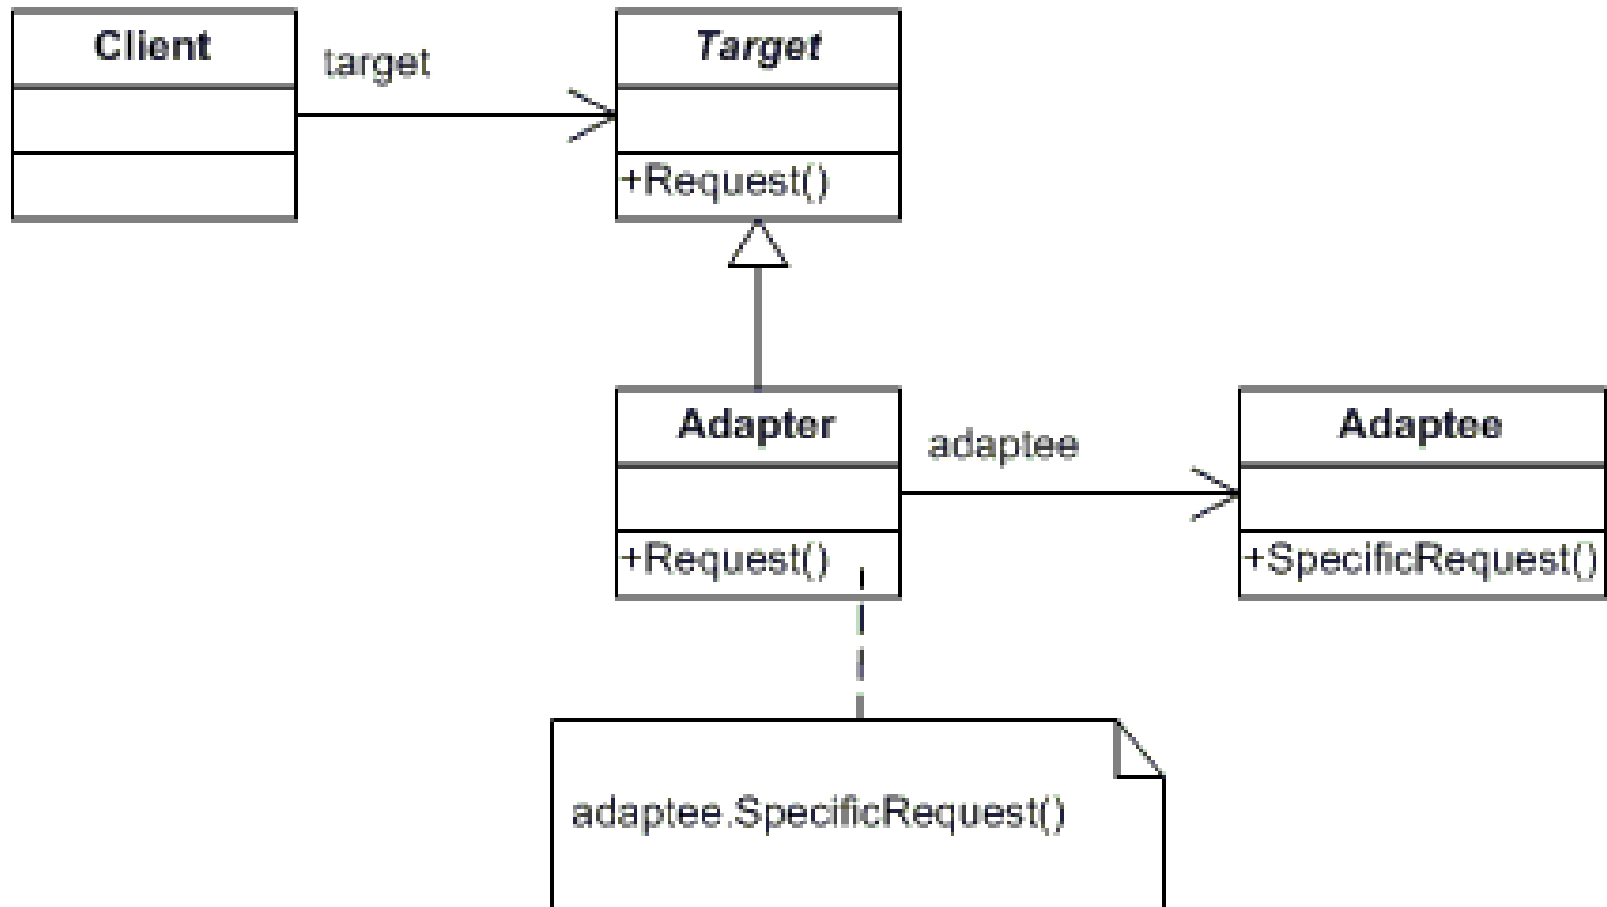 Client
target
Target
+Request()
Adapter
adaptee
Adaptee
+Request()
+SpecificRequest()
adaptee.SpecificRequest()